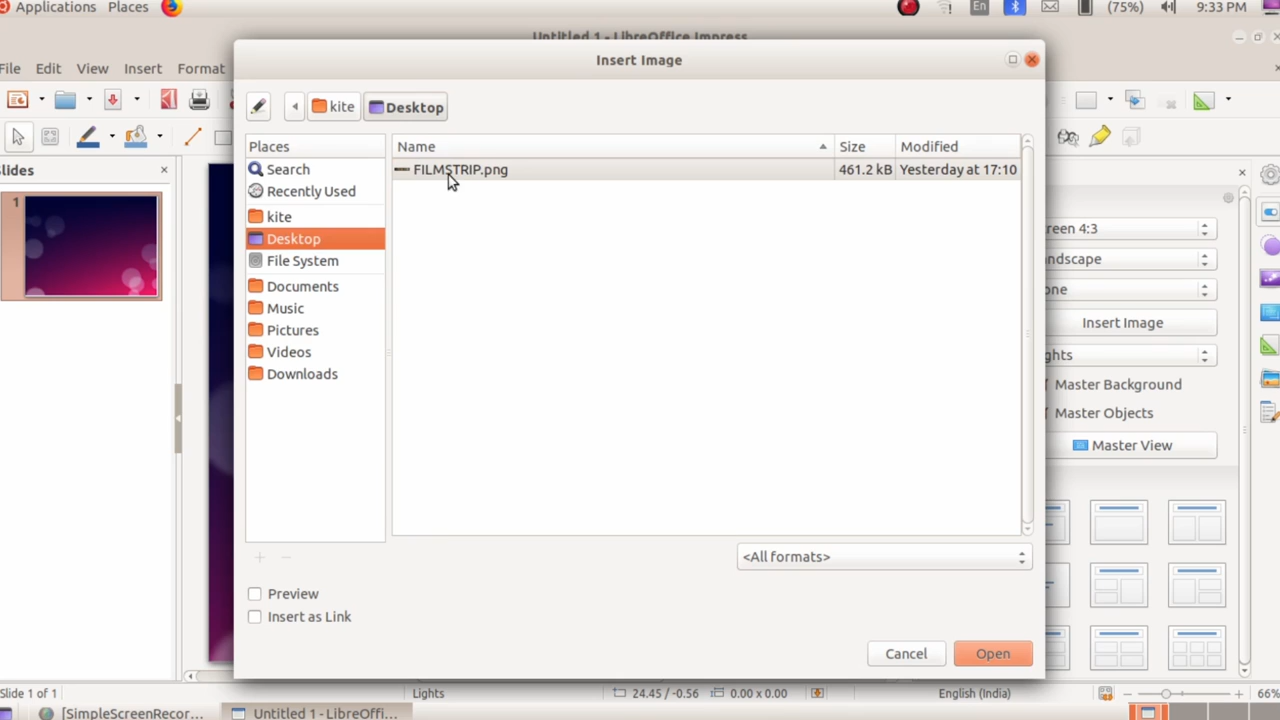 Applications Places En (75%) 9:33 PM
Untitled 1 - LibreOffice Impress
File Edit View Insert Format
Insert Image
kite Desktop
Places
Search
Recently Used
kite
Desktop
File System
Documents
Music
Pictures
Videos
Downloads
Name Size Modified
FILMSTRIP.png 461.2 kB Yesterday at 17:10
<All formats>
Preview
Insert as Link
Cancel Open
Slides
1
reen 4:3
ndscape
one
Insert Image
ghts
Master Background
Master Objects
Master View
Slide 1 of 1 Lights 24.45 / -0.56 0.00 x 0.00 English (India) 66%
[SimpleScreenRecor... Untitled 1 - LibreOffi...